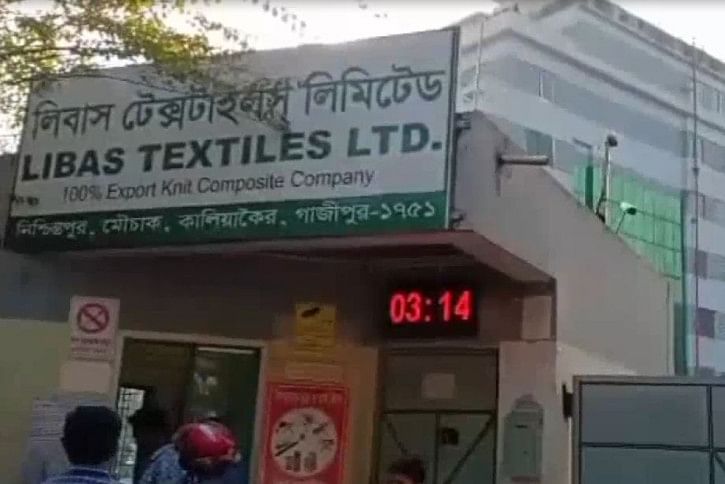 লিবাস টেক্সটাইলস্ লিমিটেড
LIBAS TEXTILES LTD.
100% Export Knit Composite Company
নিশ্চিন্তপুর, মৌচাক, কালিয়াকৈর, গাজীপুর-১৭৫১
03:14